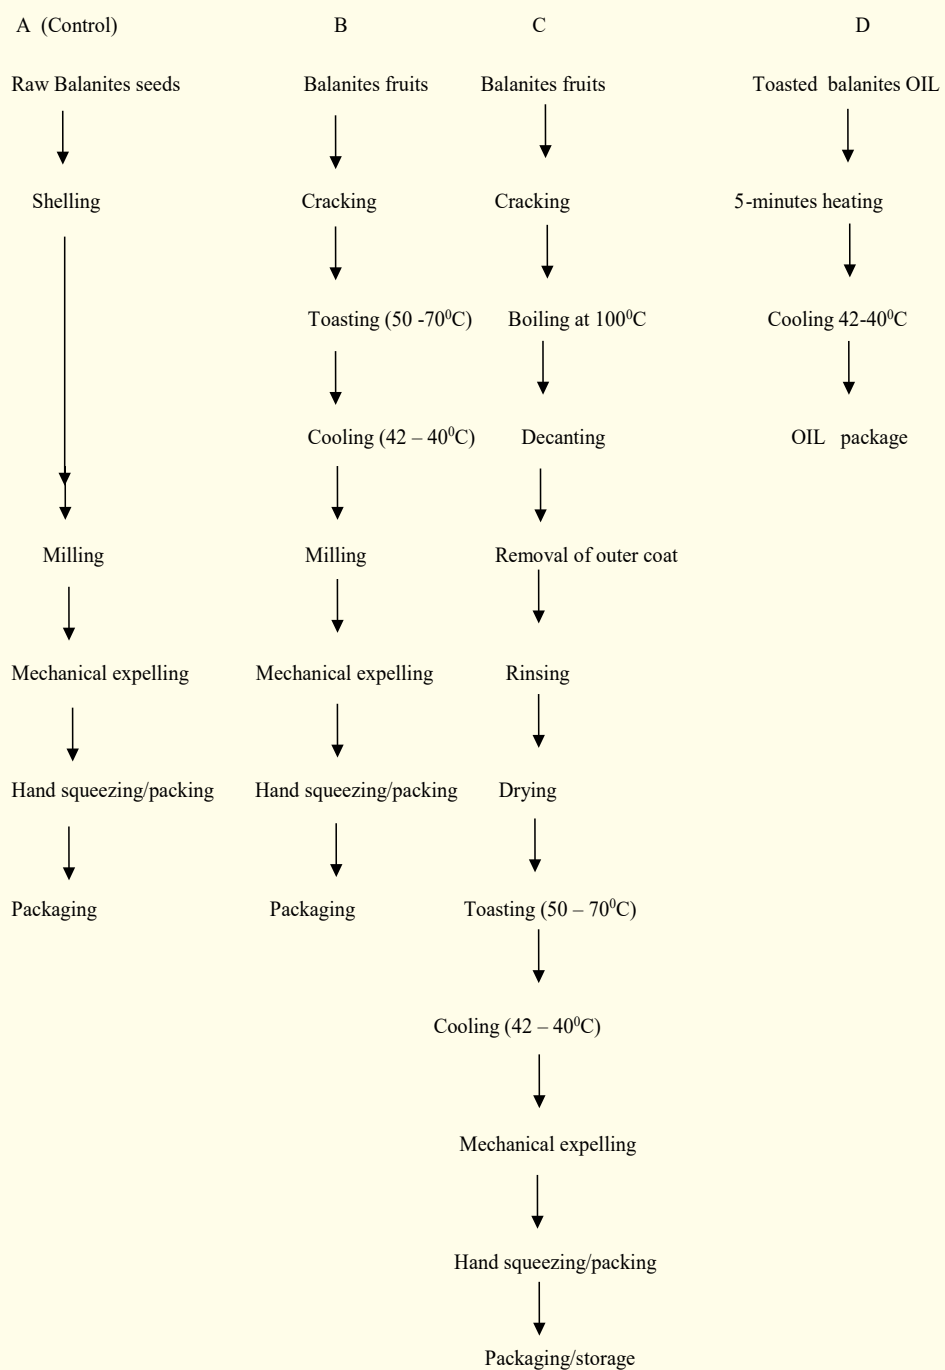 A (Control) B C D
Raw Balanites seeds Balanites fruits Balanites fruits Toasted balanites OIL
Shelling Cracking Cracking 5-minutes heating
Toasting (50 -70⁰C) Boiling at 100⁰C Cooling 42-40⁰C
Cooling (42 – 40⁰C) Decanting OIL package
Milling Milling Removal of outer coat
Mechanical expelling Mechanical expelling Rinsing
Hand squeezing/packing Hand squeezing/packing Drying
Packaging Packaging Toasting (50 – 70⁰C)
Cooling (42 – 40⁰C)
Mechanical expelling
Hand squeezing/packing
Packaging/storage